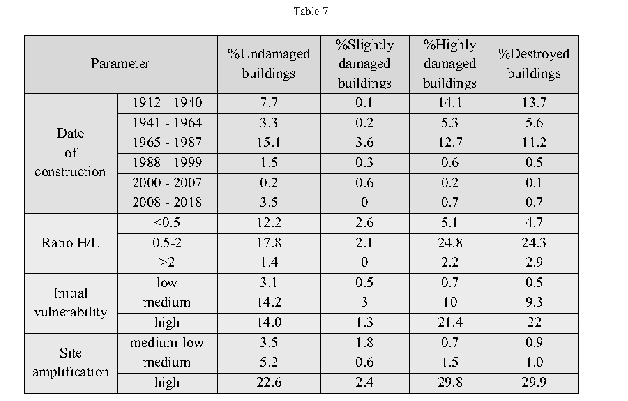 Table 7
Parameter %Undamaged buildings %Slightly damaged buildings %Highly damaged buildings %Destroyed buildings
Date of construction
1912 - 1940 7.7 0.1 14.1 13.7
1941 - 1964 3.3 0.2 5.3 5.6
1965 - 1987 15.1 3.6 12.7 11.2
1988 - 1999 1.5 0.3 0.6 0.5
2000 - 2007 0.2 0.6 0.2 0.1
2008 - 2018 3.5 0 0.7 0.7
Ratio H/L
<0.5 12.2 2.6 5.1 4.7
0.5-2 17.8 2.1 24.8 24.3
>2 1.4 0 2.2 2.9
Initial vulnerability
low 3.1 0.5 0.7 0.5
medium 14.2 3 10 9.3
high 14.0 1.3 21.4 22
Site amplification
medium-low 3.5 1.8 0.7 0.9
medium 5.2 0.6 1.5 1.0
high 22.6 2.4 29.8 29.9